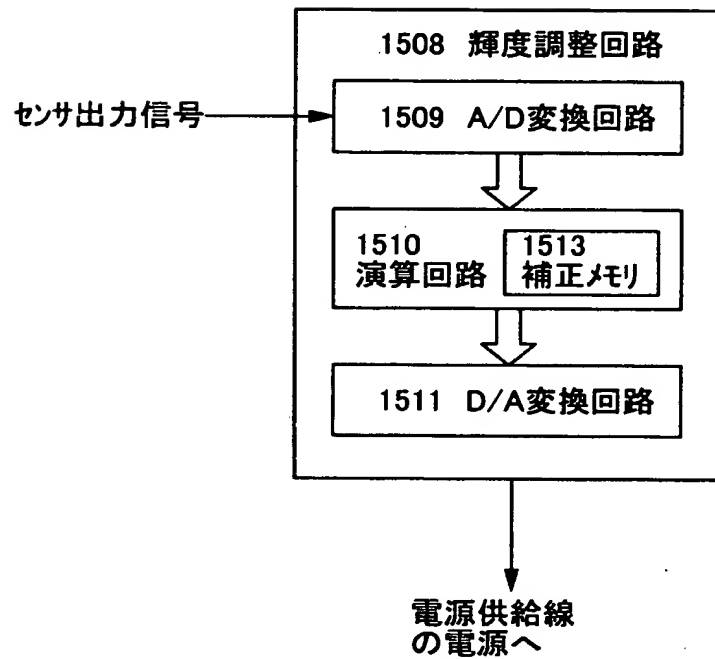 1508 輝度調整回路
センサ出力信号
1509 A/D変換回路
1510
演算回路
1513
補正メモリ
1511 D/A変換回路
電源供給線
の電源へ